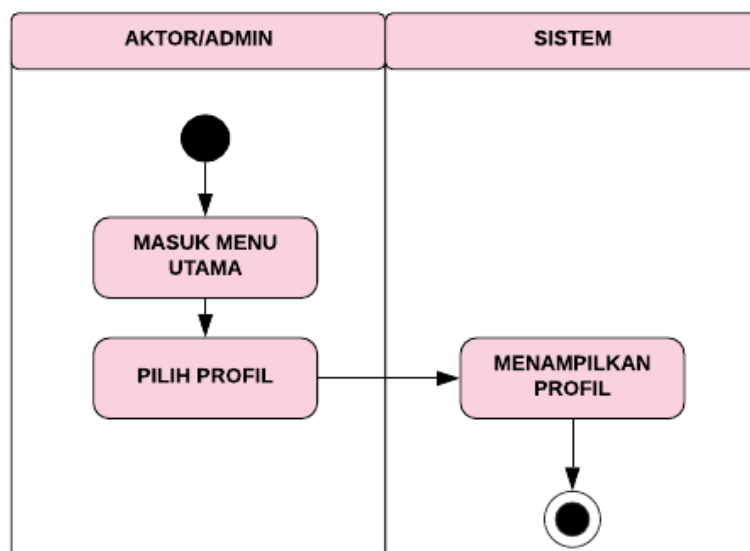 AKTOR/ADMIN
SISTEM
MASUK MENU
UTAMA
PILIH PROFIL
MENAMPILKAN
PROFIL